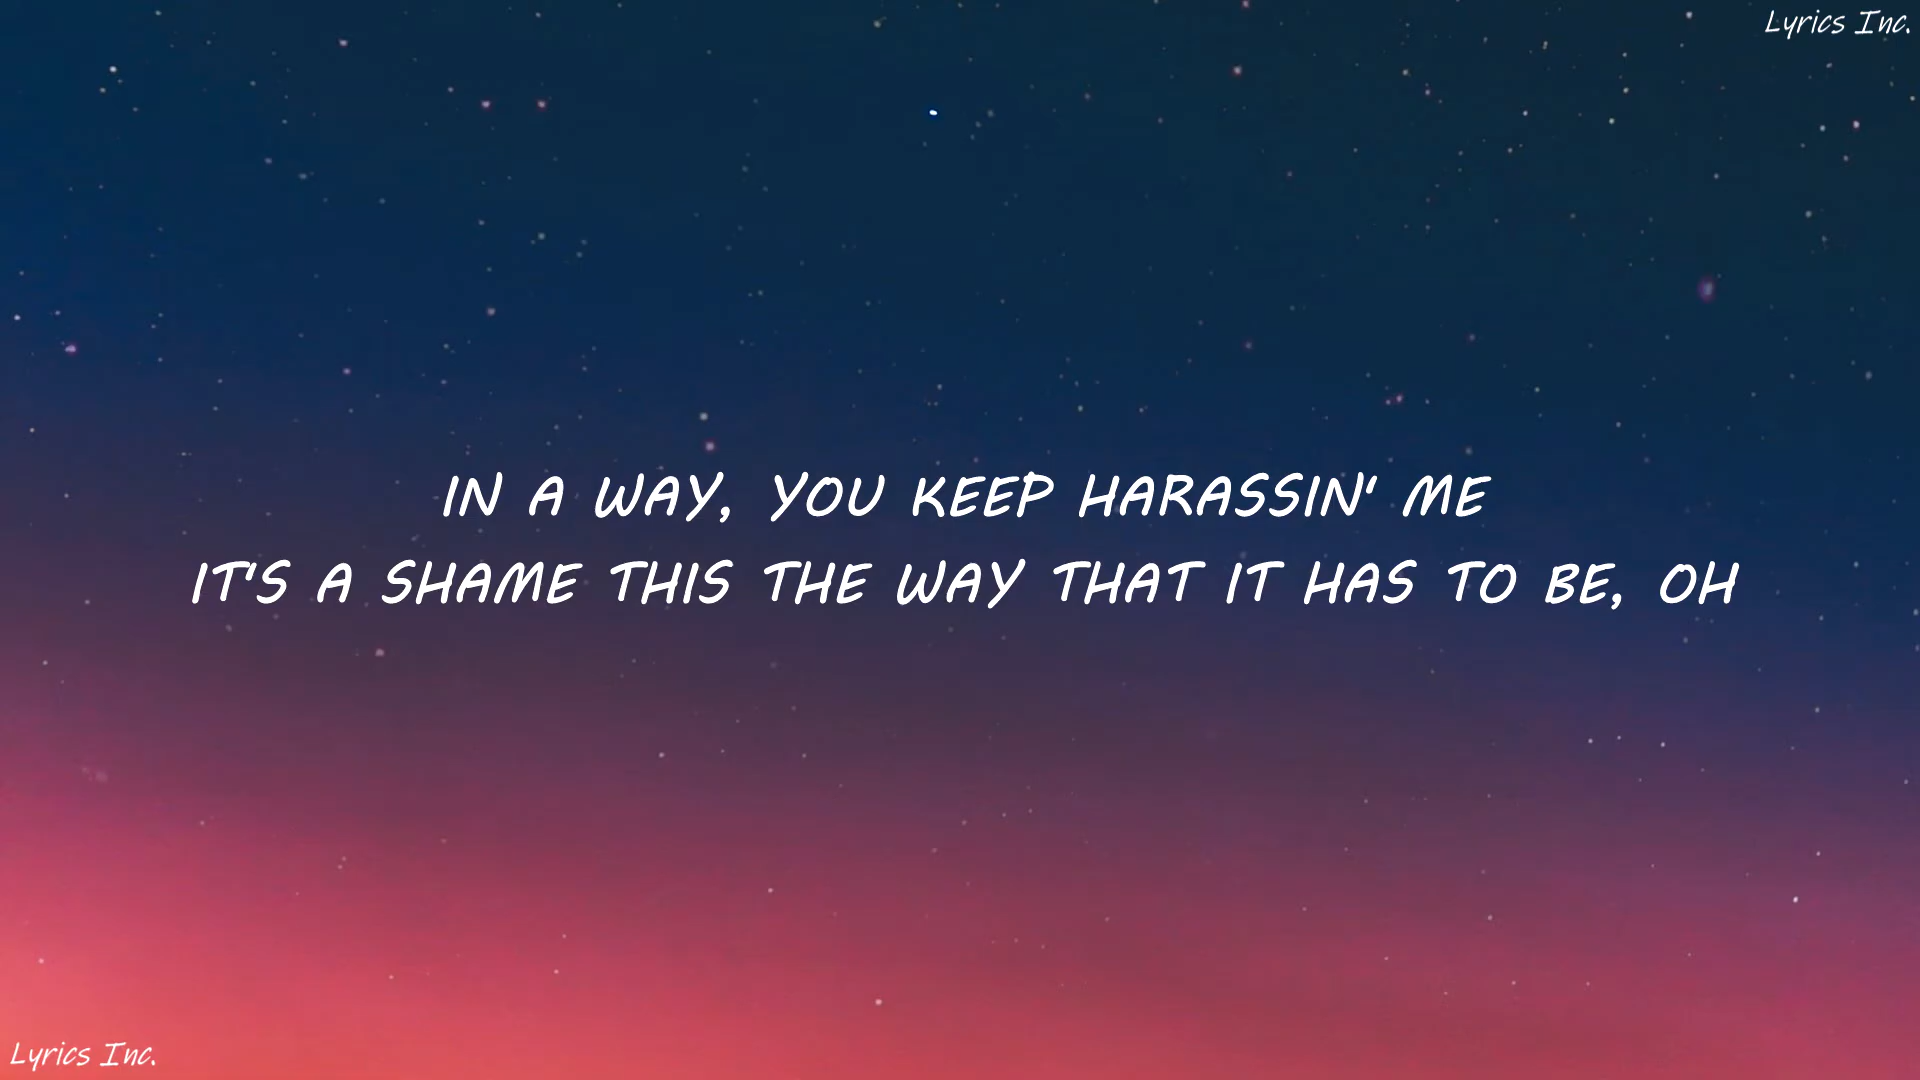 Lyrics Inc.
IN A WAY, YOU KEEP HARASSIN' ME
IT'S A SHAME THIS THE WAY THAT IT HAS TO BE, OH
Lyrics Inc.